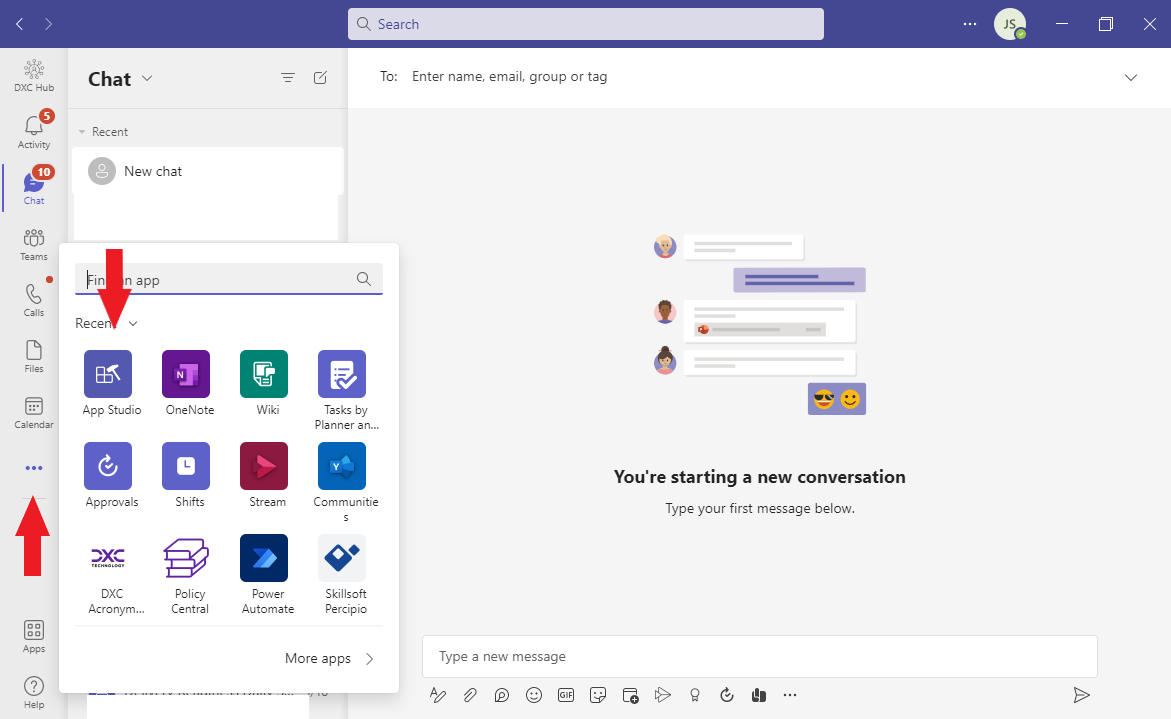 Search
JS
DXC Hub
5
Activity
10
Chat
Teams
Calls
Files
Calendar
Apps
Help
Chat
Recent
New chat
To: Enter name, email, group or tag
an app
Recent
App Studio
OneNote
Wiki
Tasks by
Planner an...
Approvals
Shifts
Stream
Communitie
s
DXC
TECHNOLOGY
DXC
Acronym...
Policy
Central
Power
Automate
Skillsoft
Percipio
More apps
You're starting a new conversation
Type your first message below.
Type a new message
GIF